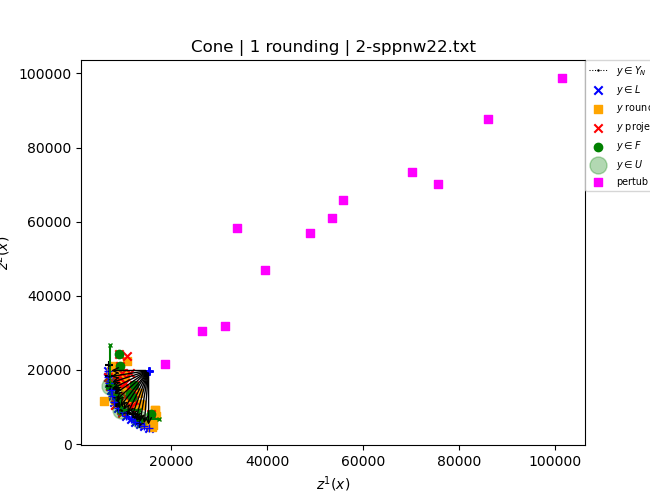 Cone | 1 rounding | 2-sppnw22.txt
100000
80000
60000
40000
20000
0
20000
40000
60000
80000
100000
z¹(x)
z²(x)
y ∈ Y_N
y ∈ L
y roun
y proje
y ∈ F
y ∈ U
pertub